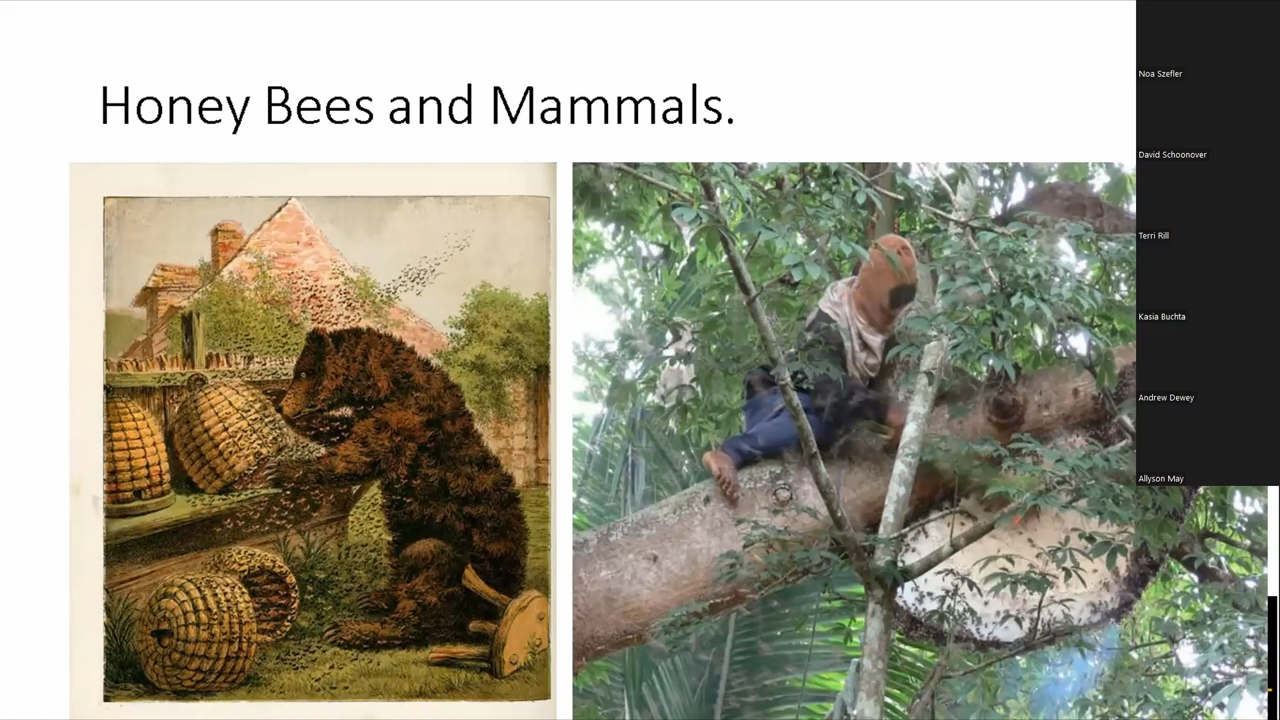 Honey Bees and Mammals.
Noa Szefler
David Schoonover
Terri Rill
Kasia Buchta
Andrew Dewey
Allyson May